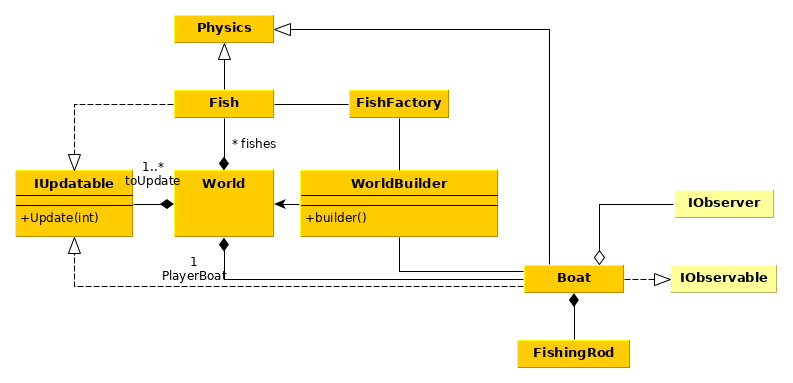 Physics
Fish
FishFactory
* fishes
1..*
toUpdate
IUpdatable
+Update(int)
World
WorldBuilder
+builder()
IObserver
1
PlayerBoat
Boat
IObservable
FishingRod